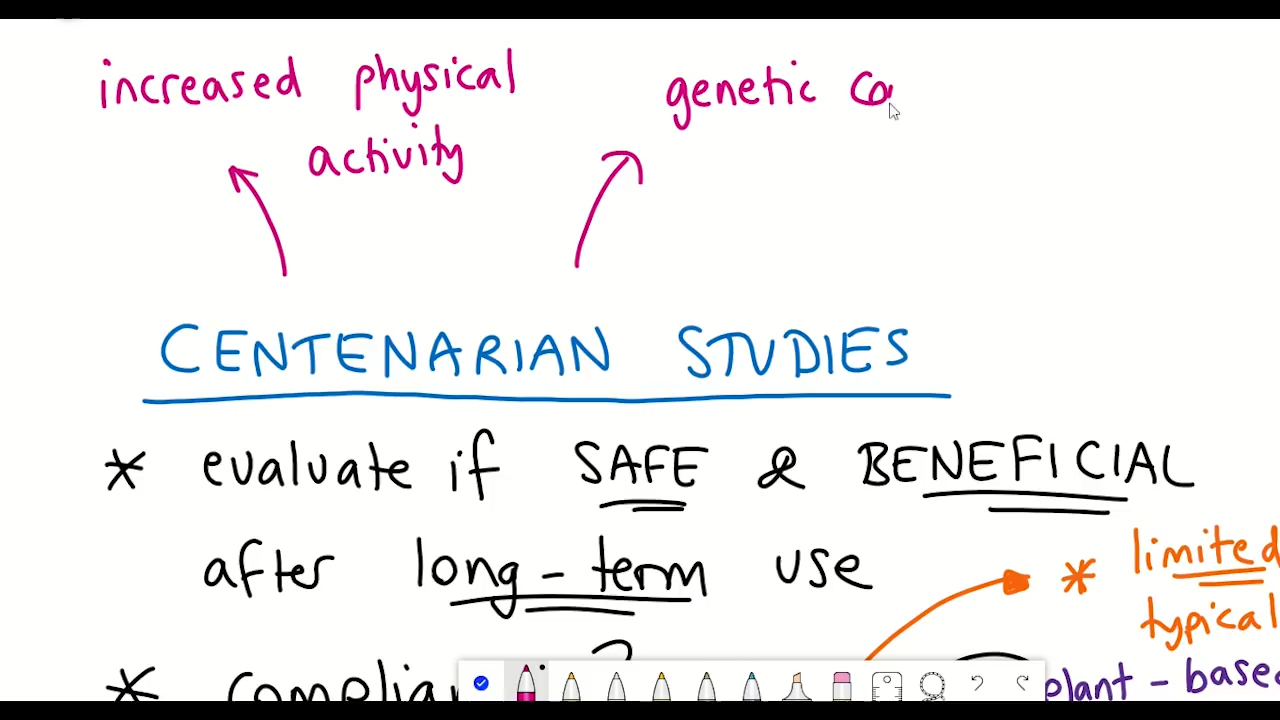 increased physical
activity
genetic co
CENTENARIAN STUDIES
* evaluate if SAFE & BENEFICIAL
after long-term use
* limited
typical
* complian
plant-base